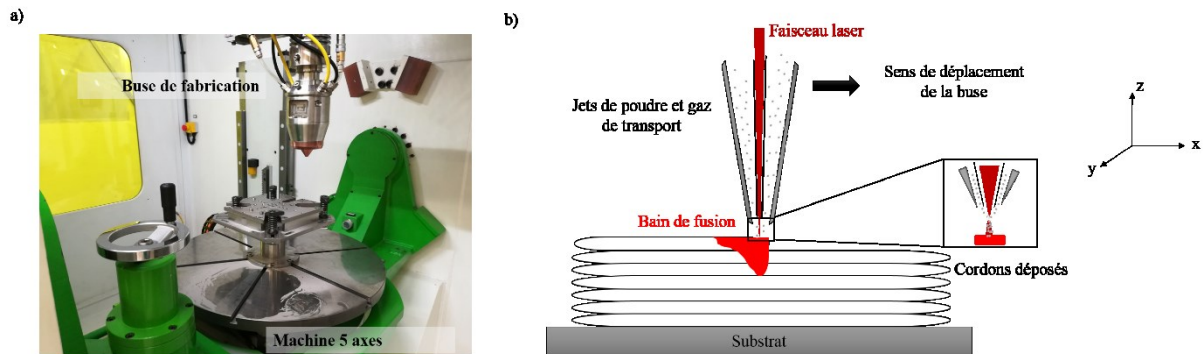 a)
Buse de fabrication
Machine 5 axes
b)
Faisceau laser
Jets de poudre et gaz
de transport
Sens de déplacement
de la buse
z
x
y
Bain de fusion
Cordons déposés
Substrat